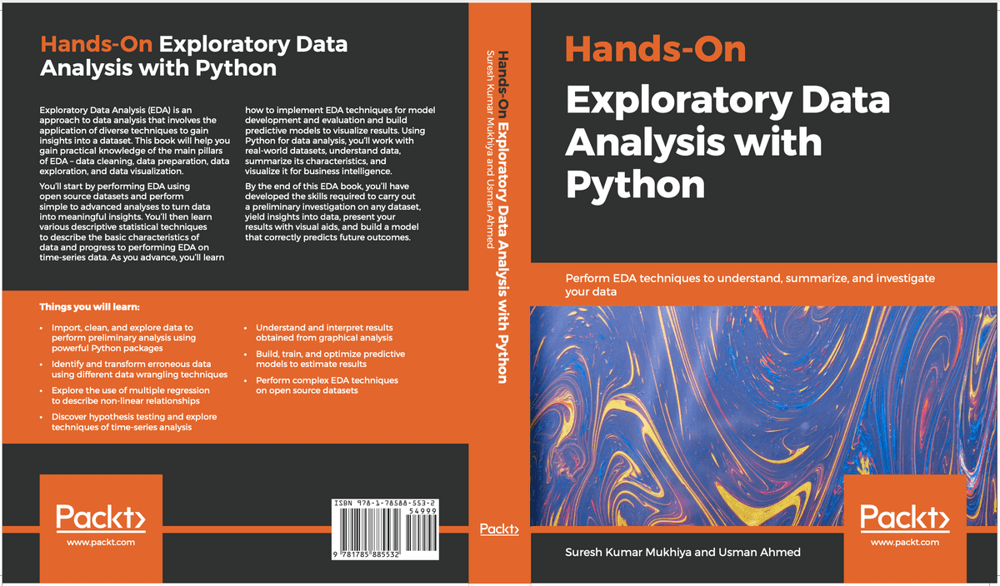 Hands-On Exploratory Data
Analysis with Python
Exploratory Data Analysis (EDA) is an
approach to data analysis that involves the
application of diverse techniques to gain
insights into a dataset. This book will help you
gain practical knowledge of the main pillars
of EDA – data cleaning, data preparation, data
exploration, and data visualization.
You'll start by performing EDA using
open source datasets and perform
simple to advanced analyses to turn data
into meaningful insights. You'll then learn
various descriptive statistical techniques
to describe the basic characteristics of
data and progress to performing EDA on
time-series data. As you advance, you'll learn
how to implement EDA techniques for model
development and evaluation and build
predictive models to visualize results. Using
Python for data analysis, you'll work with
real-world datasets, understand data,
summarize its characteristics, and
visualize it for business intelligence.
By the end of this EDA book, you'll have
developed the skills required to carry out
a preliminary investigation on any dataset,
yield insights into data, present your
results with visual aids, and build a model
that correctly predicts future outcomes.
Things you will learn:
• Import, clean, and explore data to
perform preliminary analysis using
powerful Python packages
• Identify and transform erroneous data
using different data wrangling techniques
• Explore the use of multiple regression
to describe non-linear relationships
• Discover hypothesis testing and explore
techniques of time-series analysis
• Understand and interpret results
obtained from graphical analysis
• Build, train, and optimize predictive
models to estimate results
• Perform complex EDA techniques
on open source datasets
Packt>
www.packt.com
ISBN 978-1-78588-553-2
54999
9 781785 885532
Hands-On Exploratory Data Analysis with Python
Suresh Kumar Mukhiya and Usman Ahmed
Packt>
Hands-On
Exploratory Data
Analysis with
Python
Perform EDA techniques to understand, summarize, and investigate
your data
Packt>
www.packt.com
Suresh Kumar Mukhiya and Usman Ahmed